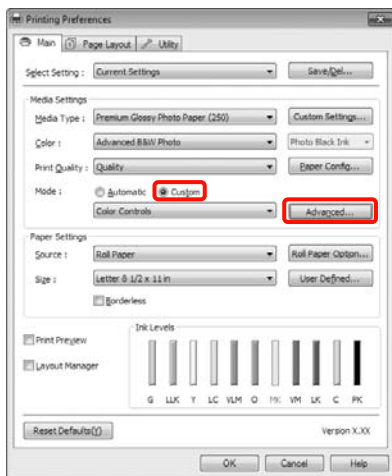 Printing Preferences
Main Page Layout Utility
Select Setting : Current Settings Save/Del...
Media Settings
Media Type : Premium Glossy Photo Paper (250) Custom Settings...
Color : Advanced B&W Photo Photo Black Ink
Print Quality : Quality Paper Config...
Mode : Automatic Custom
Color Controls Advanced...
Paper Settings
Source : Roll Paper Roll Paper Option...
Size : Letter 8 1/2 x 11 in User Defined...
Borderless
Ink Levels
Print Preview
Layout Manager
G LLK Y LC VLM O MK VM LK C PK
Reset Defaults(Y) Version X.XX
OK Cancel Help